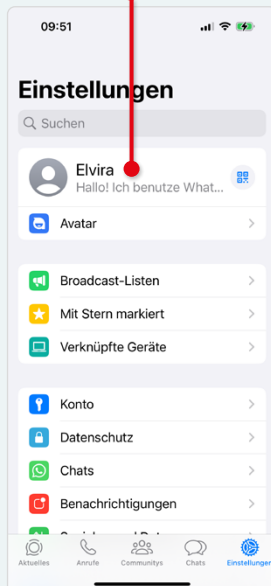 09:51
Einstellungen
Suchen
Elvira
Hallo! Ich benutze What...
Avatar
Broadcast-Listen
Mit Stern markiert
Verknüpfte Geräte
Konto
Datenschutz
Chats
Benachrichtigungen
Aktuelles Anrufe Communitys Chats Einstellungen